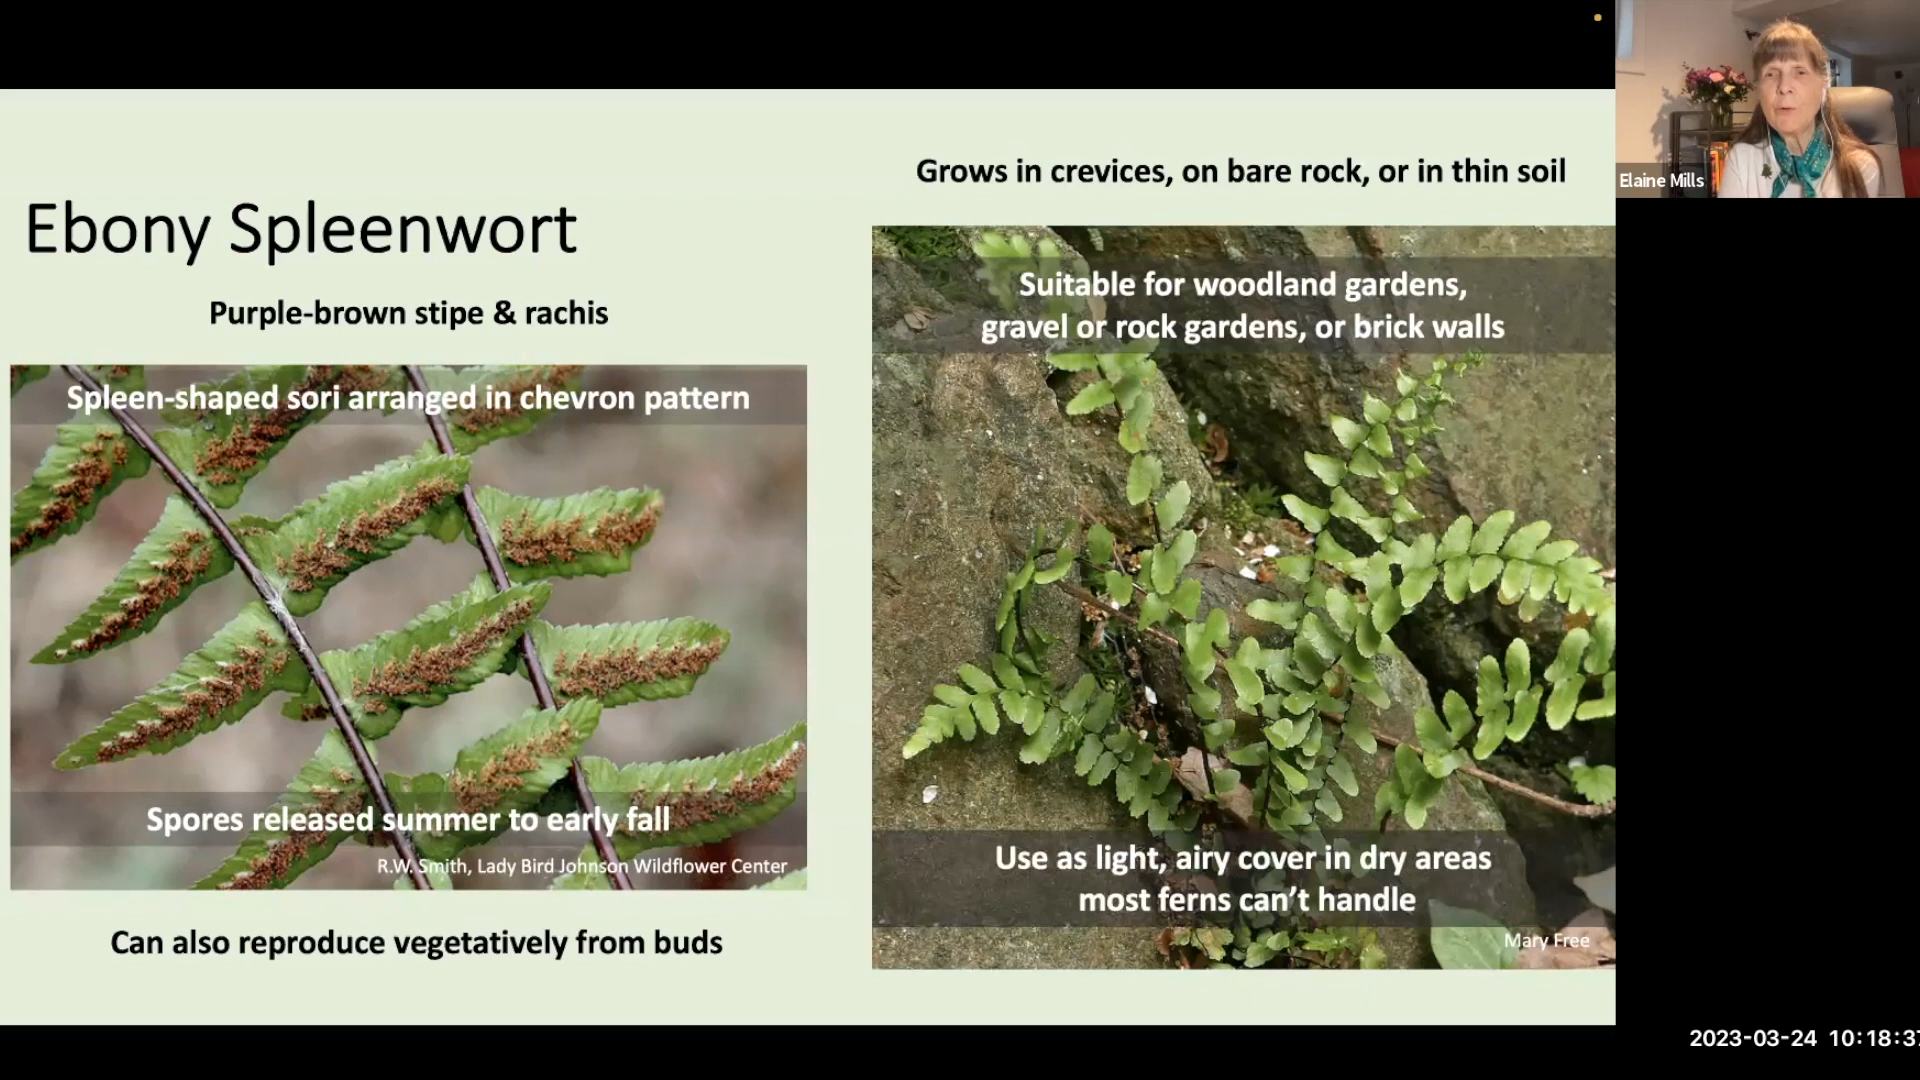 Elaine Mills
Ebony Spleenwort
Purple-brown stipe & rachis
Spleen-shaped sori arranged in chevron pattern
Spores released summer to early fall
R.W. Smith, Lady Bird Johnson Wildflower Center
Can also reproduce vegetatively from buds
Grows in crevices, on bare rock, or in thin soil
Suitable for woodland gardens,
gravel or rock gardens, or brick walls
Use as light, airy cover in dry areas
most ferns can’t handle
Mary Free
2023-03-24 10:18:37